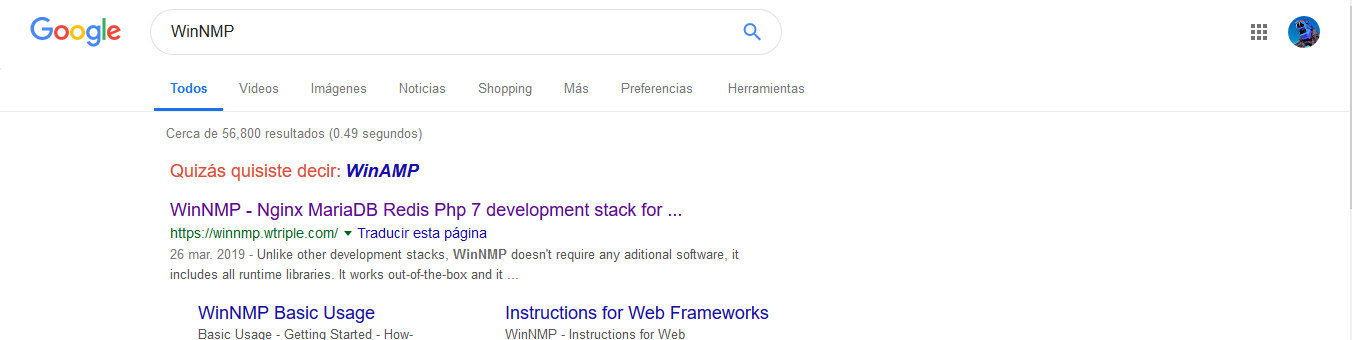 Google WinNMP
Todos Videos Imágenes Noticias Shopping Más Preferencias Herramientas
Cerca de 56,800 resultados (0.49 segundos)
Quizás quisiste decir: WinAMP
WinNMP - Nginx MariaDB Redis Php 7 development stack for ...
https://winnmp.wtriple.com/ Traducir esta página
26 mar. 2019 - Unlike other development stacks, WinNMP doesn't require any aditional software, it
includes all runtime libraries. It works out-of-the-box and it ...
WinNMP Basic Usage
Basic Usage - Getting Started - How-
Instructions for Web Frameworks
WinNMP - Instructions for Web